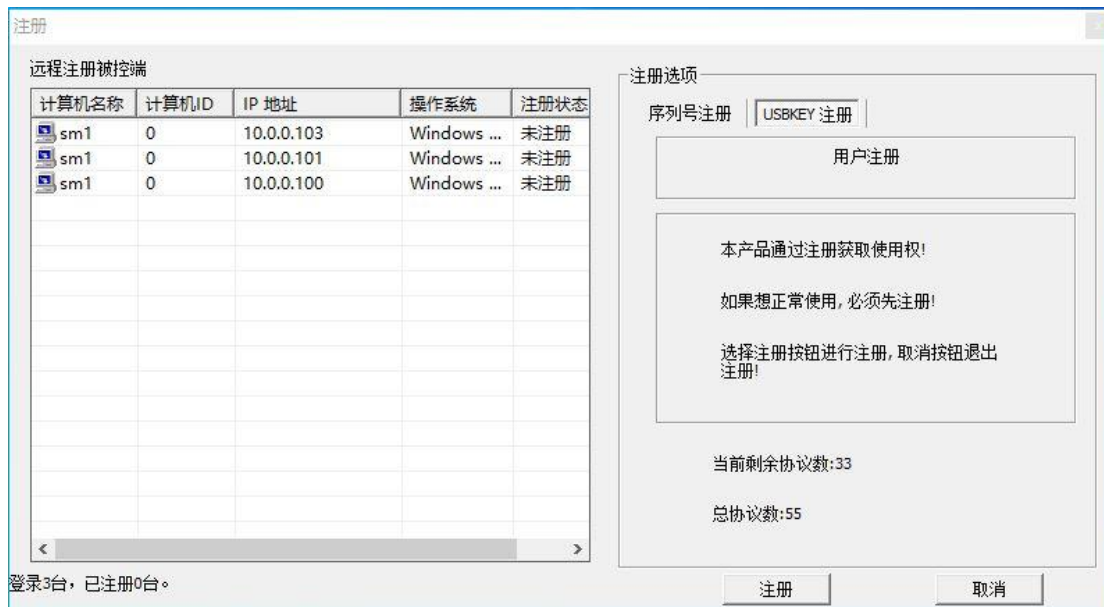 注册
远程注册被控端
计算机名称 计算机ID IP 地址 操作系统 注册状态
sm1 0 10.0.0.103 Windows ... 未注册
sm1 0 10.0.0.101 Windows ... 未注册
sm1 0 10.0.0.100 Windows ... 未注册
登录3台，已注册0台。
注册选项
序列号注册 USBKEY 注册
用户注册
本产品通过注册获取使用权!
如果想正常使用,必须先注册!
选择注册按钮进行注册,取消按钮退出
注册!
当前剩余协议数:33
总协议数:55
注册 取消